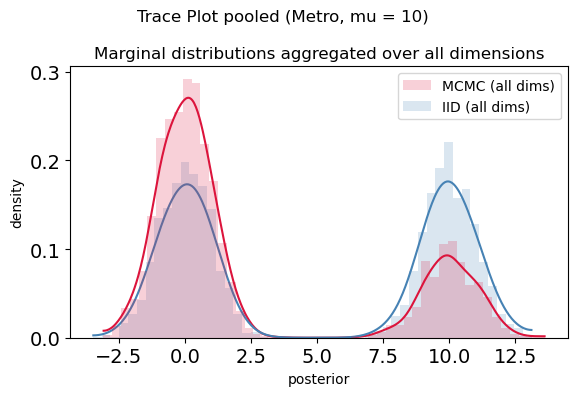 Trace Plot pooled (Metro, mu = 10)
Marginal distributions aggregated over all dimensions
MCMC (all dims)
IID (all dims)
density
0.3
0.2
0.1
0.0
−2.5 0.0 2.5 5.0 7.5 10.0 12.5
posterior